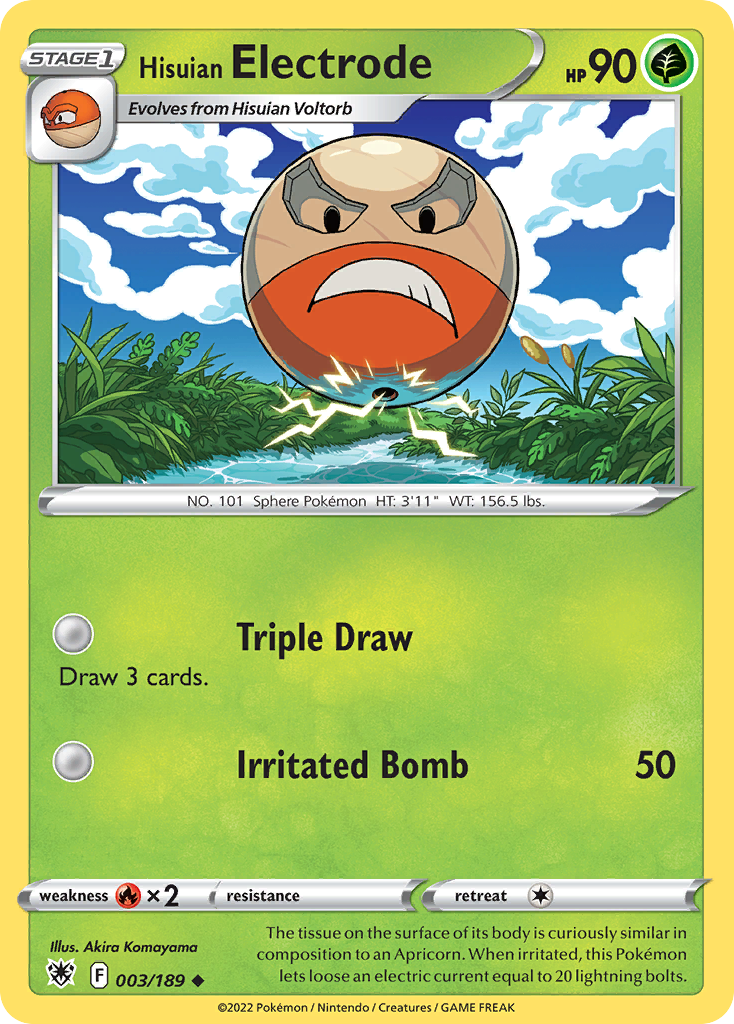 STAGE1
Hisuian Electrode
HP90
Evolves from Hisuian Voltorb
NO. 101 Sphere Pokémon HT: 3'11" WT: 156.5 lbs.
Triple Draw
Draw 3 cards.
Irritated Bomb 50
weakness ×2 resistance retreat
The tissue on the surface of its body is curiously similar in
composition to an Apricorn. When irritated, this Pokémon
lets loose an electric current equal to 20 lightning bolts.
Illus. Akira Komayama
F 003/189 ◆
©2022 Pokémon / Nintendo / Creatures / GAME FREAK